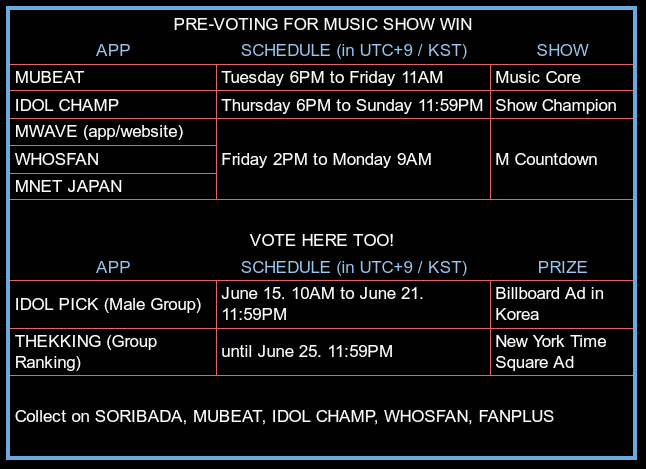 PRE-VOTING FOR MUSIC SHOW WIN
APP SCHEDULE (in UTC+9 / KST) SHOW
MUBEAT Tuesday 6PM to Friday 11AM Music Core
IDOL CHAMP Thursday 6PM to Sunday 11:59PM Show Champion
MWAVE (app/website)
WHOSFAN Friday 2PM to Monday 9AM M Countdown
MNET JAPAN
VOTE HERE TOO!
APP SCHEDULE (in UTC+9 / KST) PRIZE
IDOL PICK (Male Group) June 15. 10AM to June 21. 11:59PM Billboard Ad in Korea
THEKKING (Group Ranking) until June 25. 11:59PM New York Time Square Ad
Collect on SORIBADA, MUBEAT, IDOL CHAMP, WHOSFAN, FANPLUS